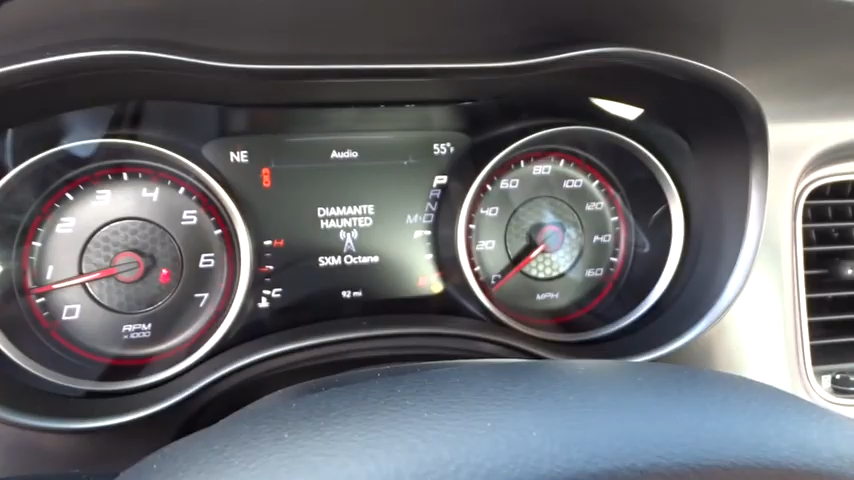 NE
Audio
55°F
DIAMANTE
HAUNTED
SXM Octane
92 mi
P
R
N
M/D
H
C
0
1
2
3
4
5
6
7
RPM
x1000
20
40
60
80
100
120
140
160
MPH